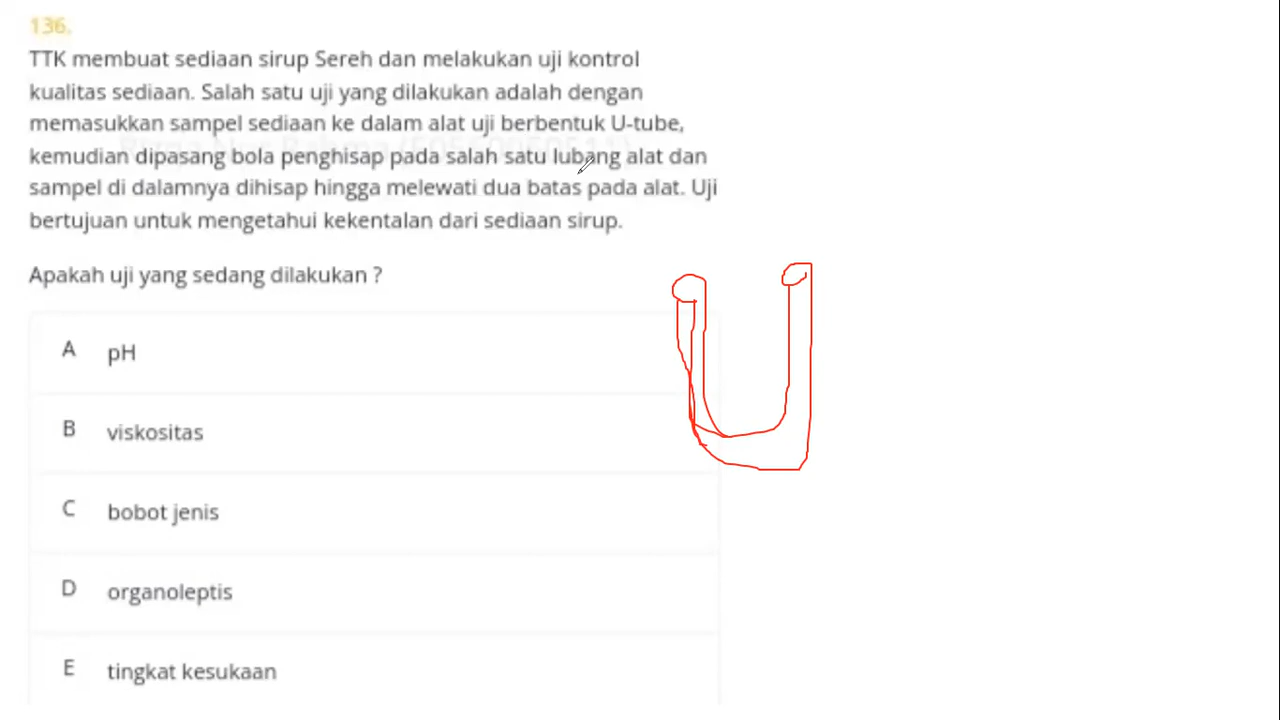 136.
TTK membuat sediaan sirup Sereh dan melakukan uji kontrol
kualitas sediaan. Salah satu uji yang dilakukan adalah dengan
memasukkan sampel sediaan ke dalam alat uji berbentuk U-tube,
kemudian dipasang bola penghisap pada salah satu lubang alat dan
sampel di dalamnya dihisap hingga melewati dua batas pada alat. Uji
bertujuan untuk mengetahui kekentalan dari sediaan sirup.
Apakah uji yang sedang dilakukan ?
A pH
B viskositas
C bobot jenis
D organoleptis
E tingkat kesukaan